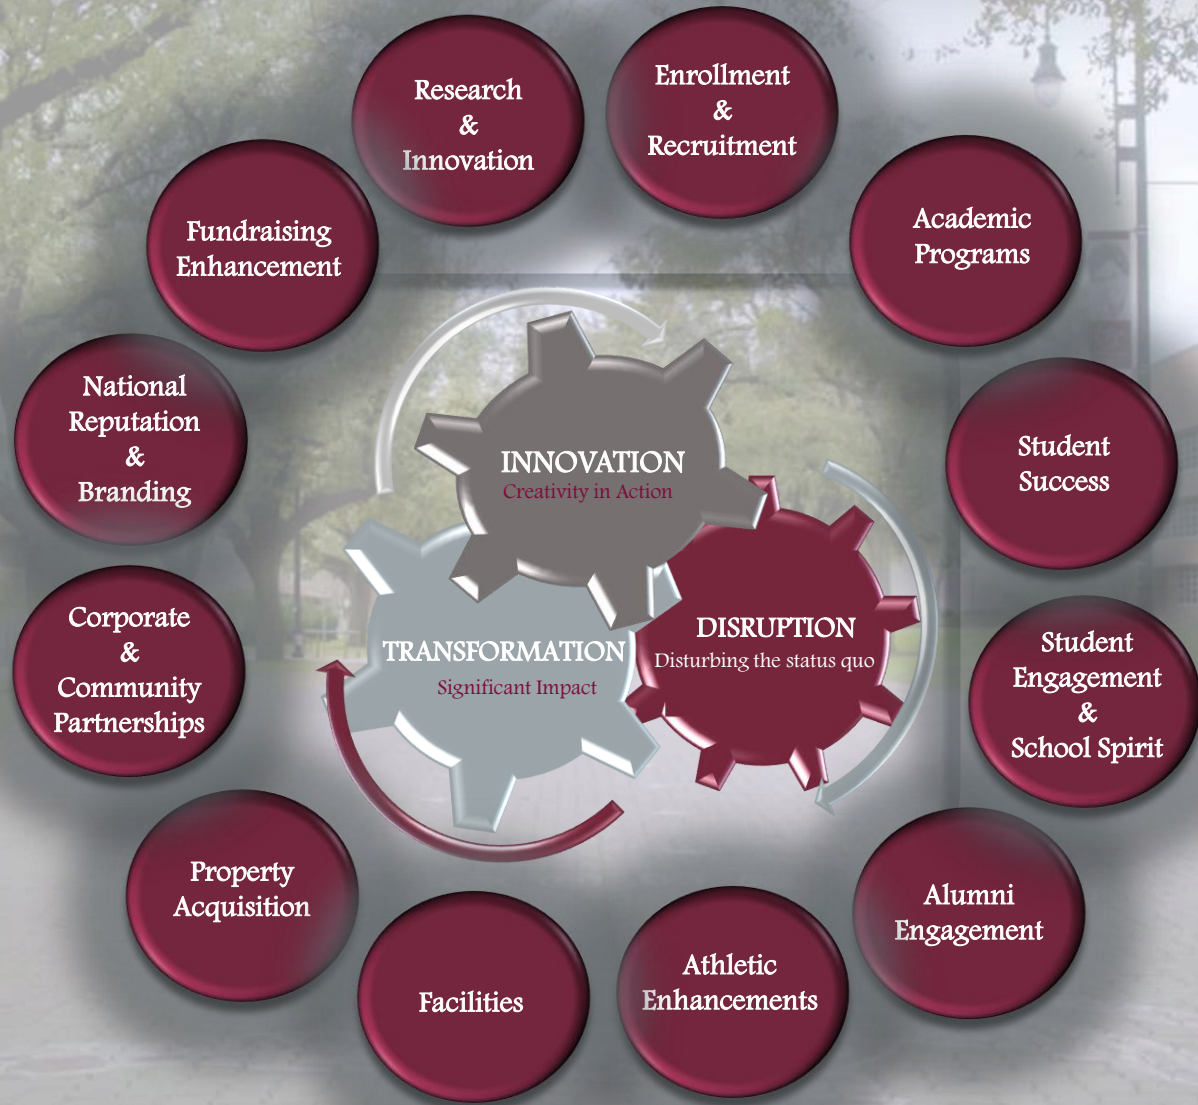 Research
&
Innovation
Enrollment
&
Recruitment
Academic
Programs
Student
Success
Student
Engagement
&
School Spirit
Alumni
Engagement
Athletic
Enhancements
Facilities
Property
Acquisition
Corporate
&
Community
Partnerships
National
Reputation
&
Branding
Fundraising
Enhancement
INNOVATION
Creativity in Action
DISRUPTION
Disturbing the status quo
TRANSFORMATION
Significant Impact